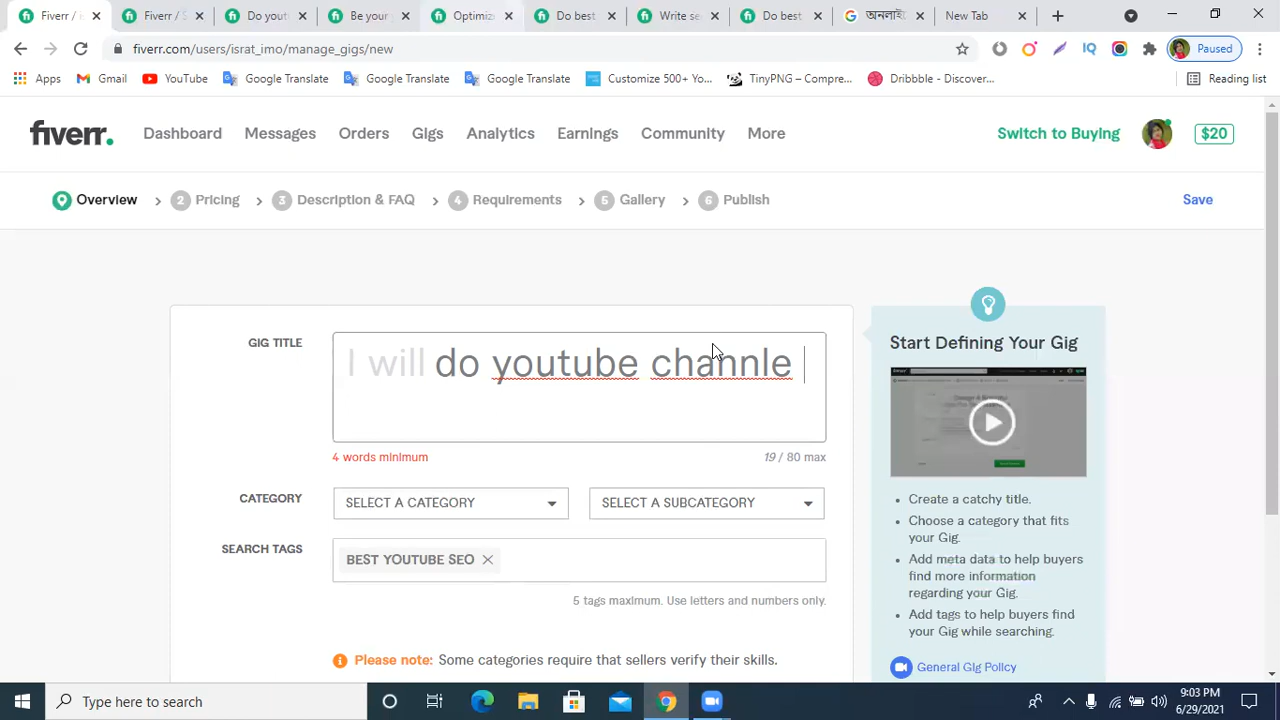 fiverr / is
Fiverr / S
Do yout
Be your
Optimiz
Do best
Write se
Do best
অনলাইন
New Tab
fiverr.com/users/israt_imo/manage_gigs/new
Paused
Apps
Gmail
YouTube
Google Translate
Google Translate
Google Translate
Customize 500+ Yo...
TinyPNG – Compre...
Dribbble - Discover...
Reading list
fiverr.
Dashboard
Messages
Orders
Gigs
Analytics
Earnings
Community
More
Switch to Buying
$20
Overview
2 Pricing
3 Description & FAQ
4 Requirements
5 Gallery
6 Publish
Save
GIG TITLE
I will do youtube channle
4 words minimum
19 / 80 max
CATEGORY
SELECT A CATEGORY
SELECT A SUBCATEGORY
SEARCH TAGS
BEST YOUTUBE SEO
5 tags maximum. Use letters and numbers only.
Please note: Some categories require that sellers verify their skills.
Start Defining Your Gig
Create a catchy title.
Choose a category that fits
your Gig.
Add meta data to help buyers
find more information
regarding your Gig.
Add tags to help buyers find
your Gig while searching.
General Gig Policy
Type here to search
9:03 PM
6/29/2021